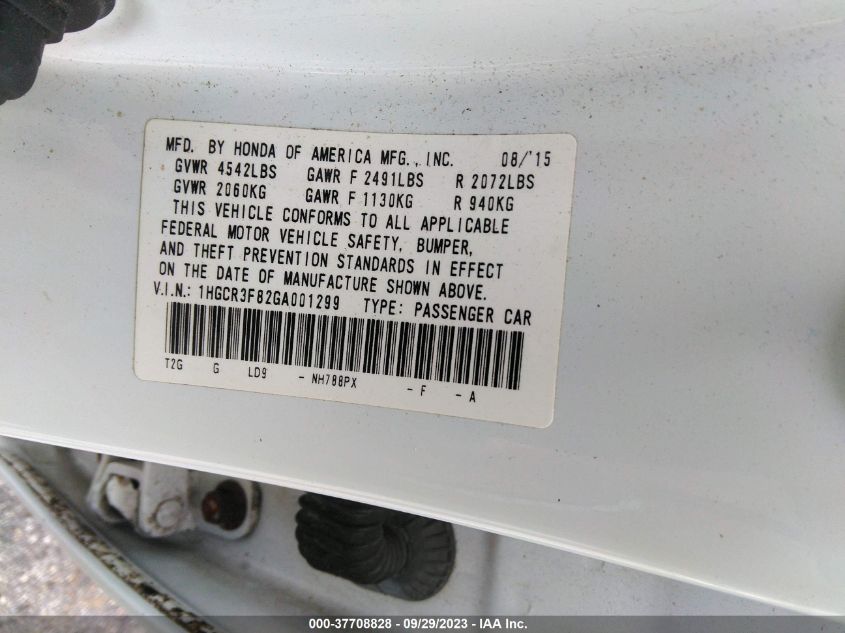 MFD. BY HONDA OF AMERICA MFG., INC. 08/'15
GVWR 4542LBS GAWR F 2491LBS R 2072LBS
GVWR 2060KG GAWR F 1130KG R 940KG
THIS VEHICLE CONFORMS TO ALL APPLICABLE
FEDERAL MOTOR VEHICLE SAFETY, BUMPER,
AND THEFT PREVENTION STANDARDS IN EFFECT
ON THE DATE OF MANUFACTURE SHOWN ABOVE.
V.I.N.: 1HGCR3F82GA001299 TYPE: PASSENGER CAR
T2G G LD9 - NH788PX - F - A
000-37708828 - 09/29/2023 - IAA Inc.